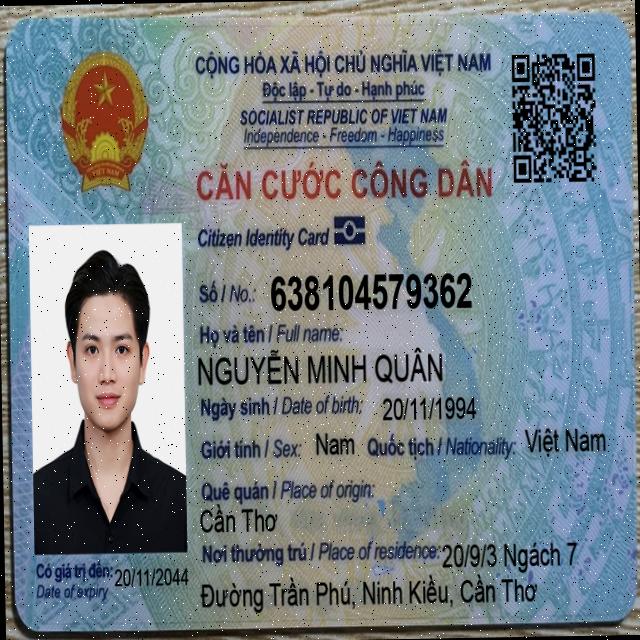 CỘNG HÒA XÃ HỘI CHỦ NGHĨA VIỆT NAM
Độc lập - Tự do - Hạnh phúc
SOCIALIST REPUBLIC OF VIET NAM
Independence - Freedom - Happiness
VIỆT NAM
CĂN CƯỚC CÔNG DÂN
Citizen Identity Card
Số / No.: 638104579362
Họ và tên / Full name:
NGUYỄN MINH QUÂN
Ngày sinh / Date of birth: 20/11/1994
Giới tính / Sex: Nam Quốc tịch / Nationality: Việt Nam
Quê quán / Place of origin:
Cần Thơ
Nơi thường trú / Place of residence: 20/9/3 Ngách 7
Đường Trần Phú, Ninh Kiều, Cần Thơ
Có giá trị đến: 20/11/2044
Date of expiry